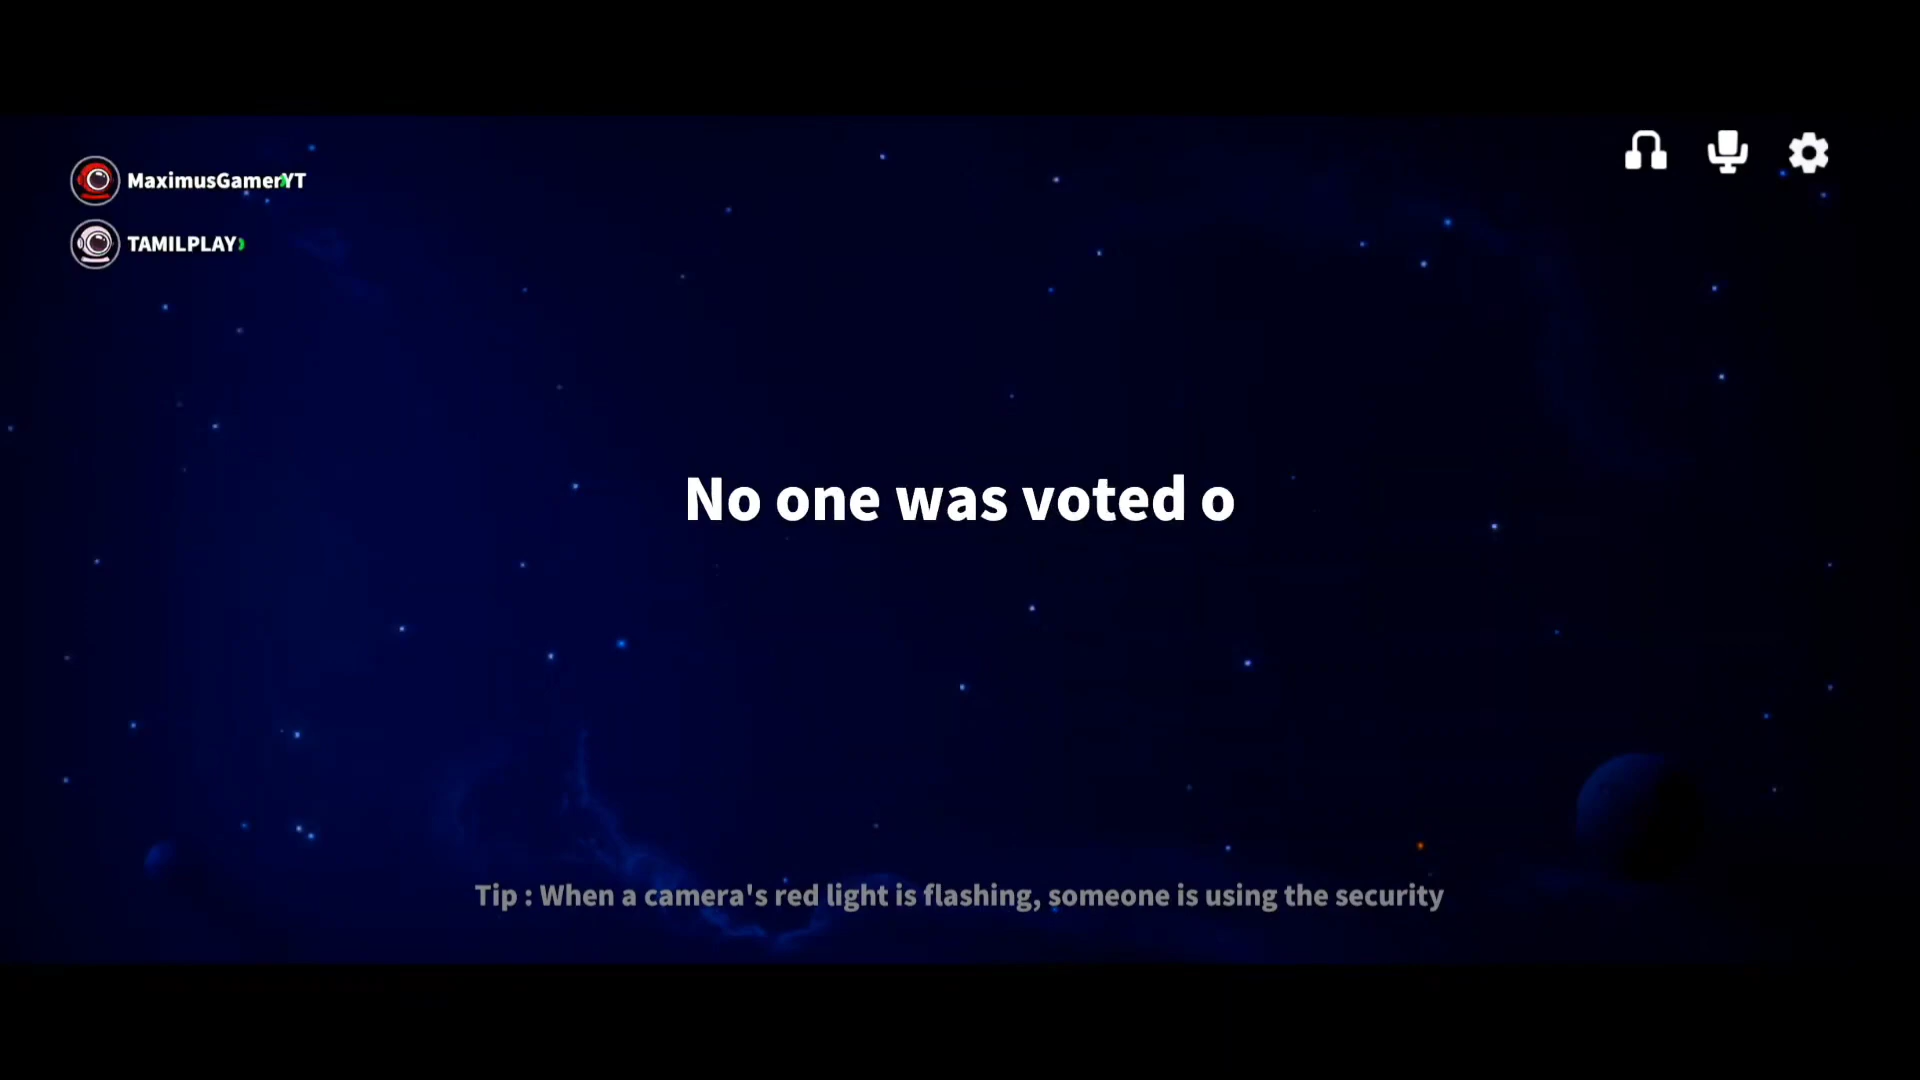 MaximusGamerYT
TAMILPLAY
No one was voted o
Tip : When a camera's red light is flashing, someone is using the security